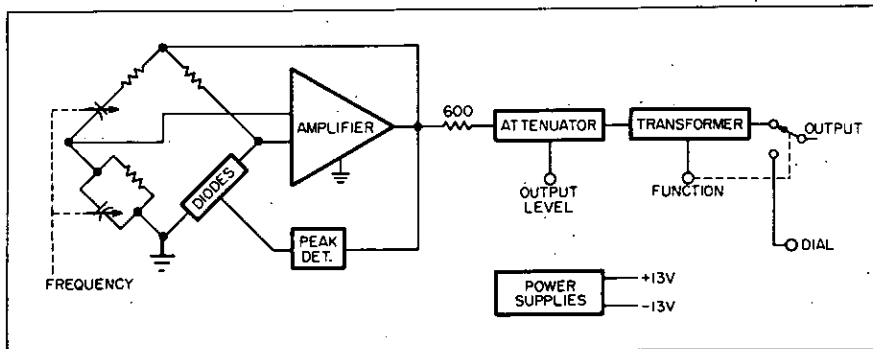 600
AMPLIFIER
ATTENUATOR
TRANSFORMER
OUTPUT
DIODES
OUTPUT
LEVEL
FUNCTION
PEAK
DET.
DIAL
FREQUENCY
POWER
SUPPLIES
+13V
-13V